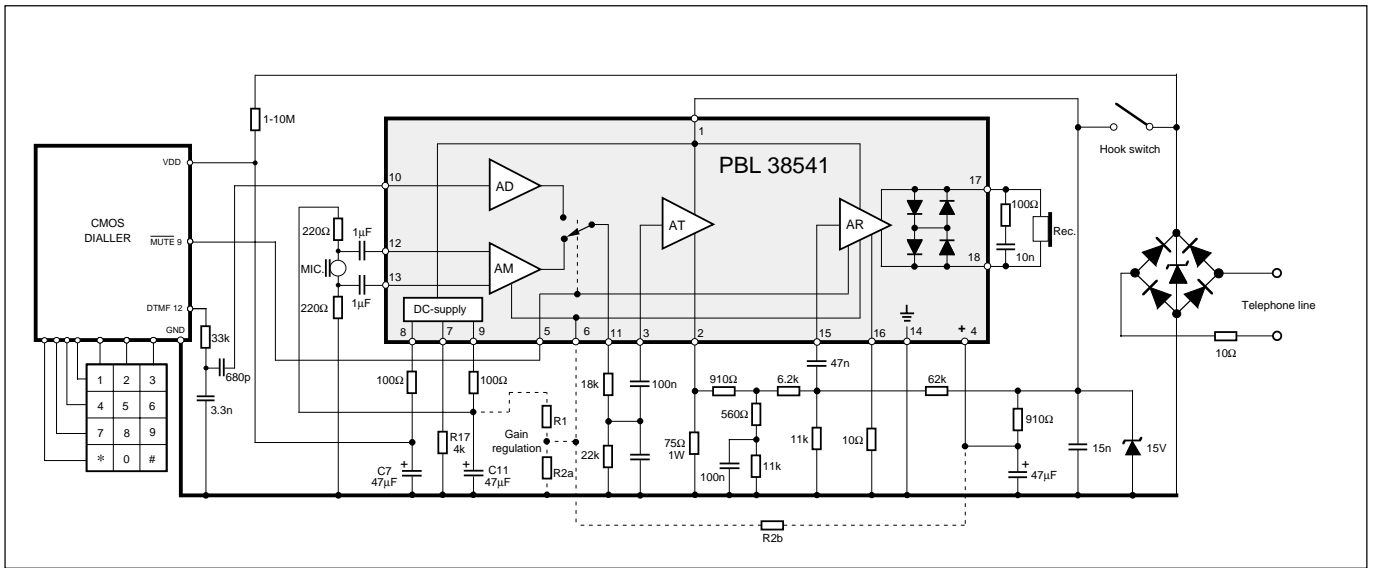 1-10M
PBL 38541
1
Hook switch
CMOS
DIALLER
VDD
MUTE 9
DTMF 12
GND
10
AD
220Ω
1µF
12
MIC.
AM
13
220Ω
1µF
AT
AR
17
100Ω
Rec.
18
10n
Telephone line
10Ω
DC-supply
8
7
9
5
6
11
3
2
15
16
14
+ 4
33k
680p
3.3n
1
2
3
4
5
6
7
8
9
*
0
#
100Ω
100Ω
R17
4k
+
C7
47µF
+
C11
47µF
R1
Gain
regulation
R2a
18k
22k
100n
47n
910Ω
6.2k
62k
560Ω
75Ω
1W
100n
11k
11k
10Ω
910Ω
+
47µF
15n
15V
R2b